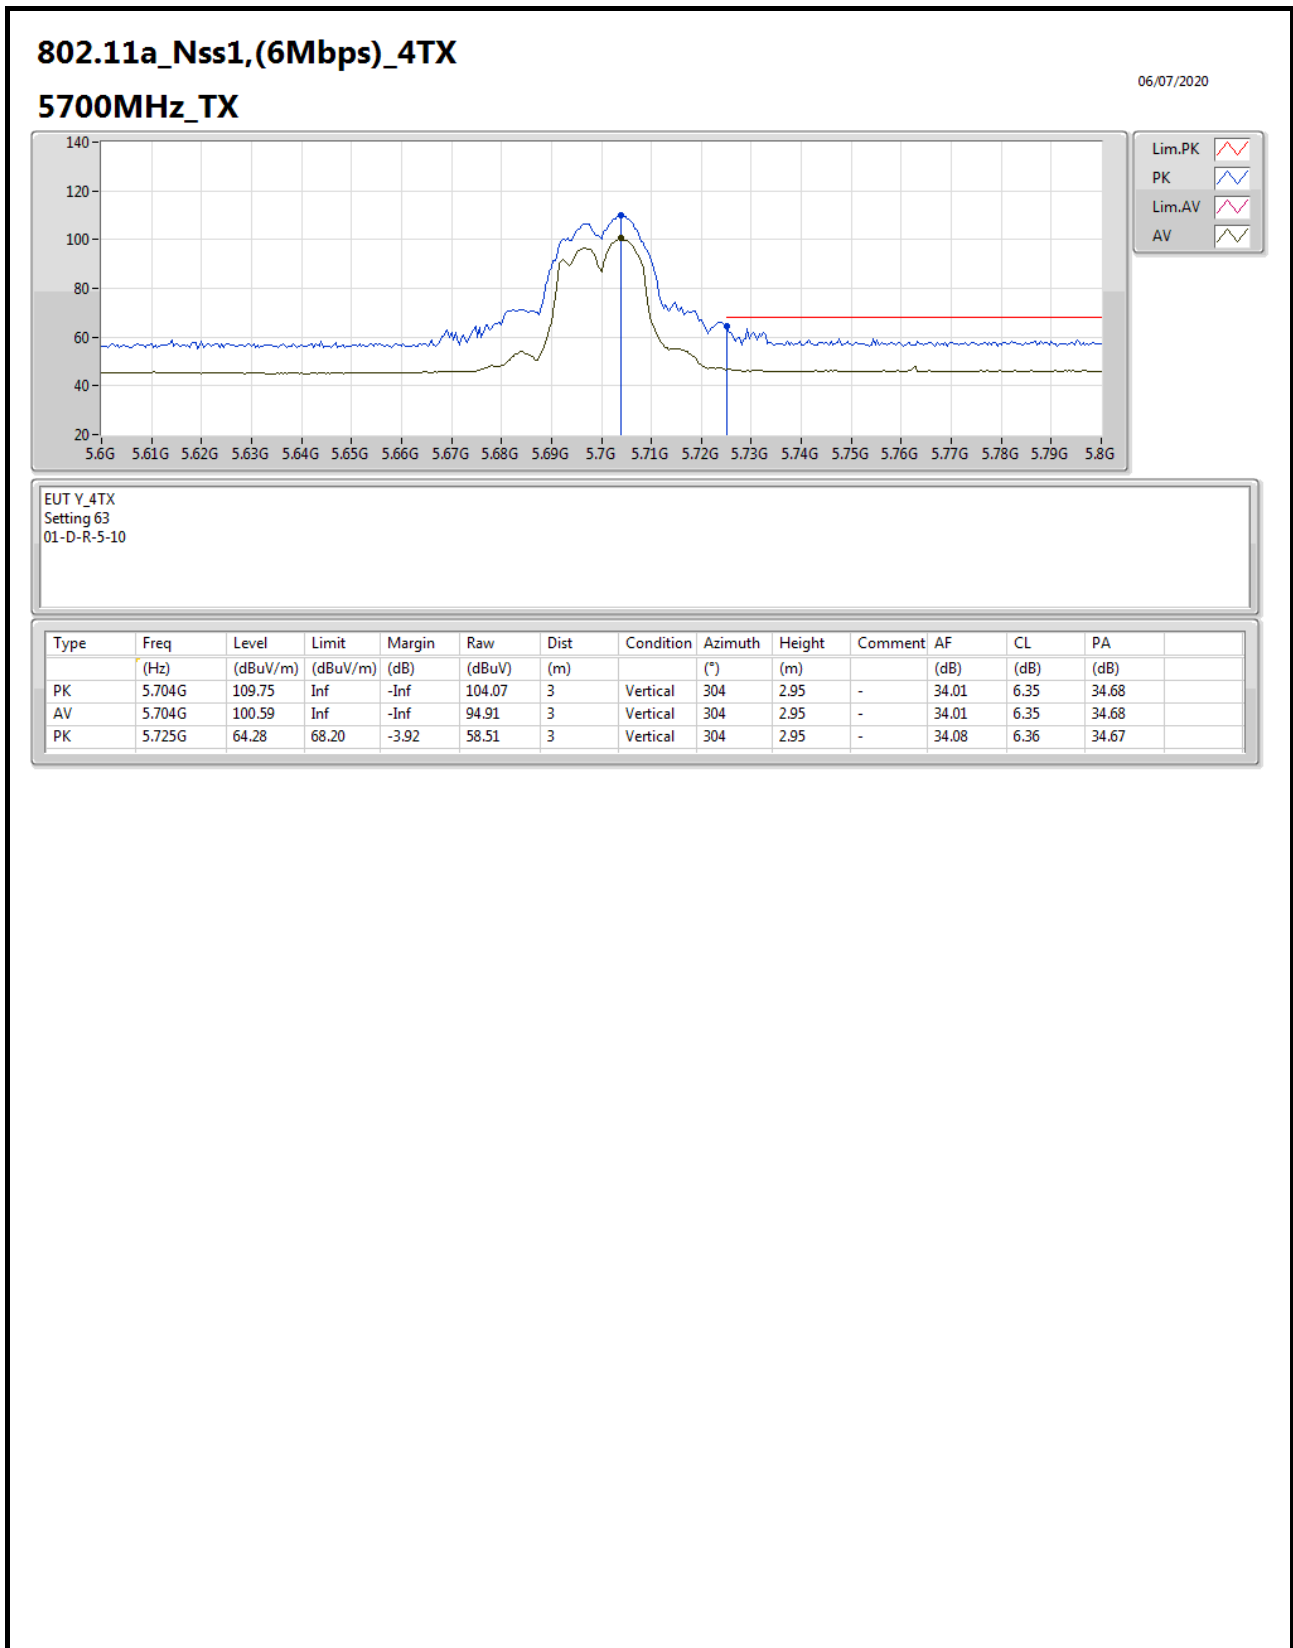 802.11a_Nss1,(6Mbps)_4TX
06/07/2020
5700MHz_TX
140
120
100
80
60
40
20
5.6G 5.61G 5.62G 5.63G 5.64G 5.65G 5.66G 5.67G 5.68G 5.69G 5.7G 5.71G 5.72G 5.73G 5.74G 5.75G 5.76G 5.77G 5.78G 5.79G 5.8G
Lim.PK
PK
Lim.AV
AV
EUT Y_4TX
Setting 63
01-D-R-5-10
Type Freq Level Limit Margin Raw Dist Condition Azimuth Height Comment AF CL PA
(Hz) (dBuV/m) (dBuV/m) (dB) (dBuV) (m) (°) (m) (dB) (dB) (dB)
PK 5.704G 109.75 Inf -Inf 104.07 3 Vertical 304 2.95 - 34.01 6.35 34.68
AV 5.704G 100.59 Inf -Inf 94.91 3 Vertical 304 2.95 - 34.01 6.35 34.68
PK 5.725G 64.28 68.20 -3.92 58.51 3 Vertical 304 2.95 - 34.08 6.36 34.67